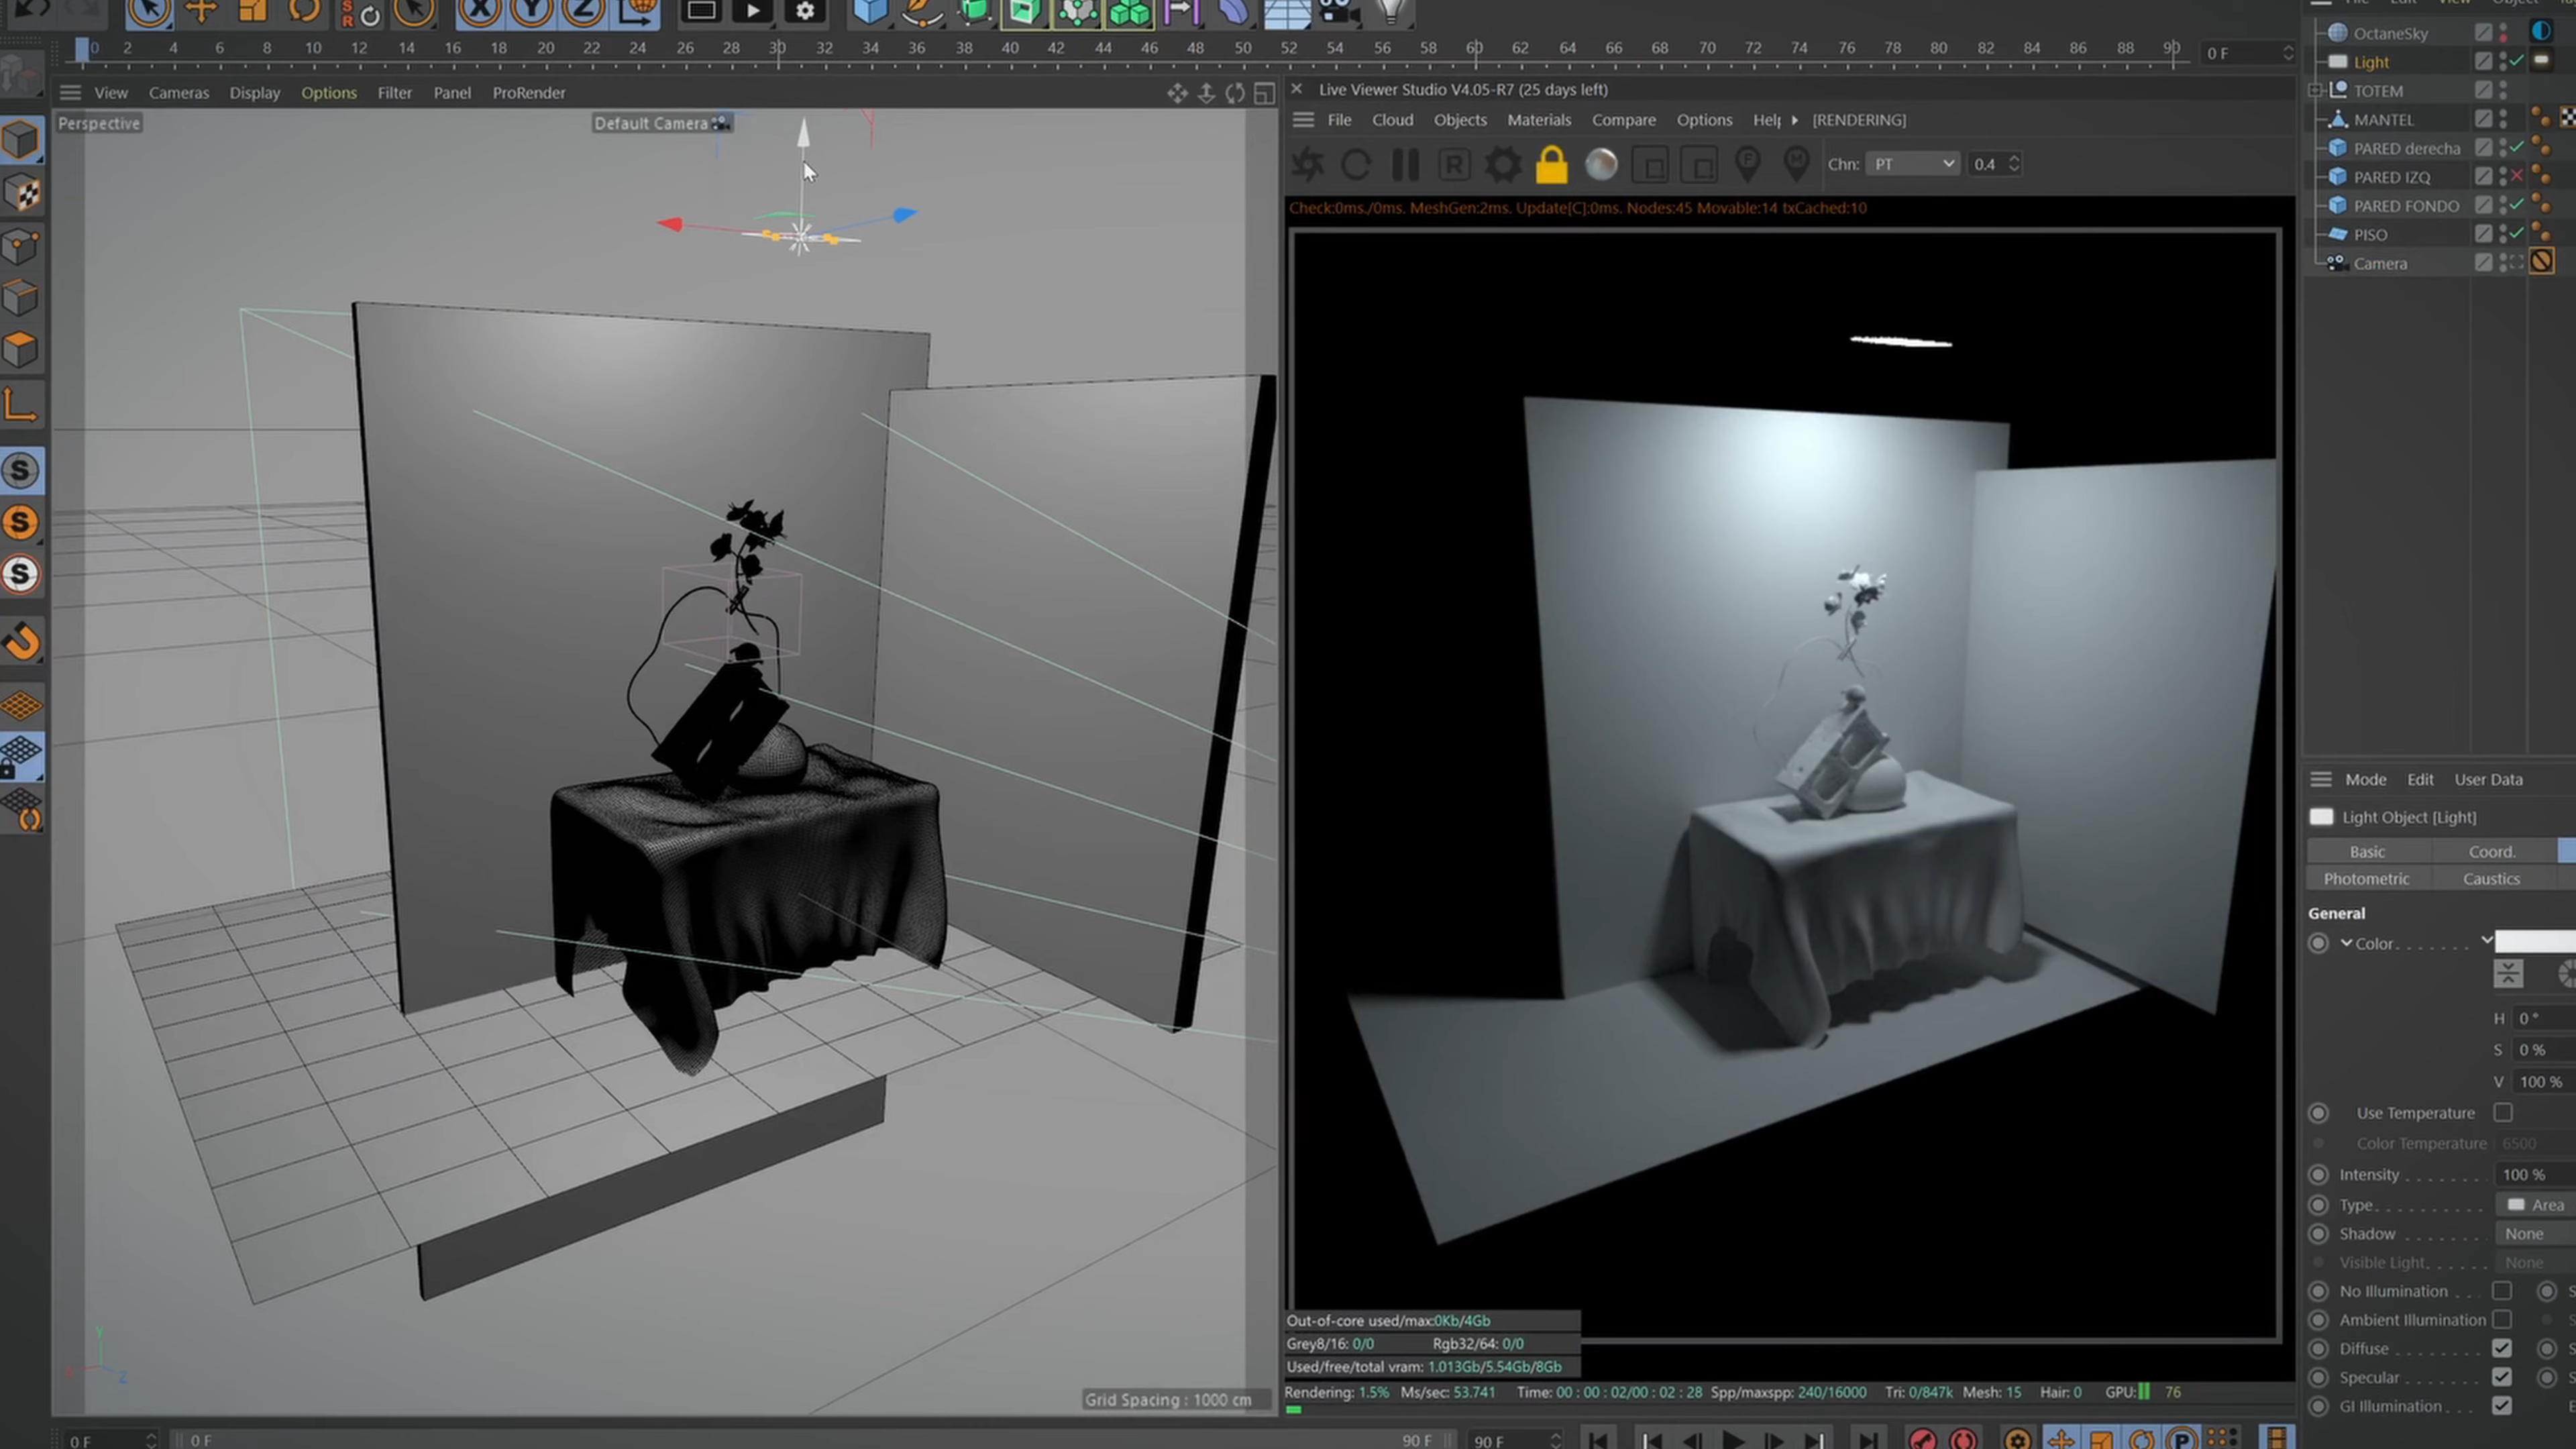 X Y Z
S
R
0 2 4 6 8 10 12 14 16 18 20 22 24 26 28 30 32 34 36 38 40 42 44 46 48 50 52 54 56 58 60 62 64 66 68 70 72 74 76 78 80 82 84 86 88 90
0 F
View Cameras Display Options Filter Panel ProRender
Perspective
Default Camera
Live Viewer Studio V4.05-R7 (25 days left)
File Cloud Objects Materials Compare Options Help [RENDERING]
R
F
M
Chn: PT 0.4
Check:0ms./0ms. MeshGen:2ms. Update[C]:0ms. Nodes:45 Movable:14 txCached:10
S
S
S
Y
Z
Grid Spacing : 1000 cm
Out-of-core used/max:0Kb/4Gb
Grey8/16: 0/0 Rgb32/64: 0/0
Used/free/total vram: 1.013Gb/5.54Gb/8Gb
Rendering: 1.5% Ms/sec: 53.741 Time: 00 : 00 : 02/00 : 02 : 28 Spp/maxspp: 240/16000 Tri: 0/847k Mesh: 15 Hair: 0 GPU: 76
0 F
0 F
90 F
90 F
P
File Edit View Object
OctaneSky
Light
TOTEM
MANTEL
PARED derecha
PARED IZQ
PARED FONDO
PISO
Camera
Mode Edit User Data
Light Object [Light]
Basic Coord.
Photometric Caustics
General
Color
H 0 °
S 0 %
V 100 %
Use Temperature
Color Temperature 6500
Intensity 100 %
Type Area
Shadow None
Visible Light None
No Illumination
Ambient Illumination
Diffuse
Specular
GI Illumination